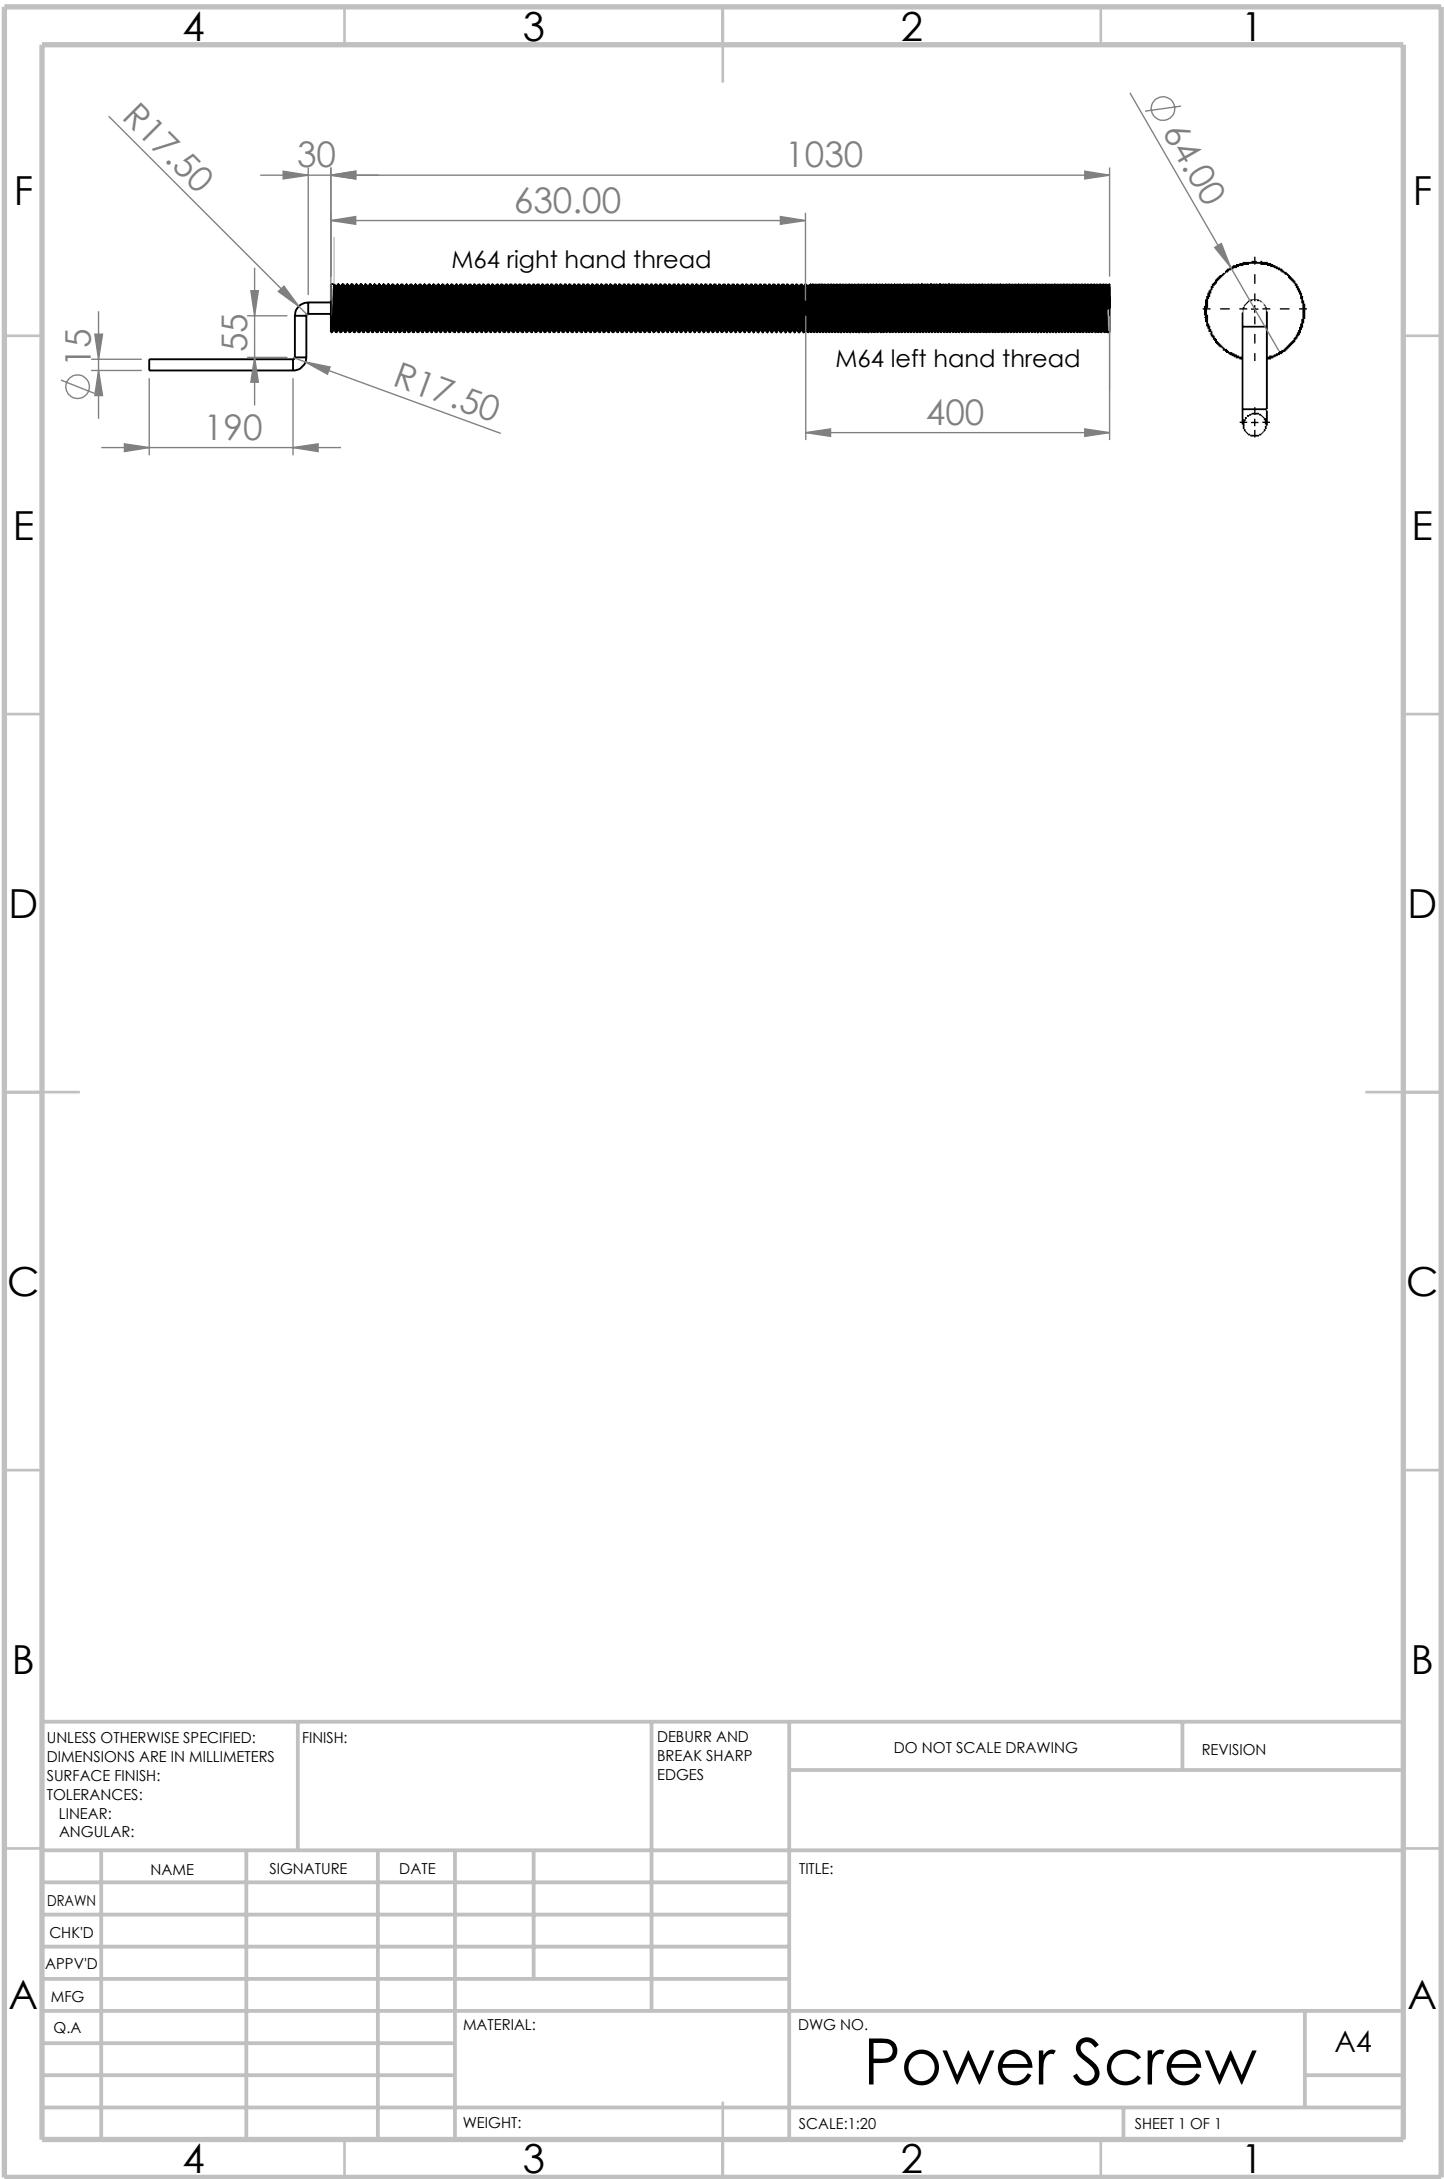 4 3 2 1
R17.50
30
1030
∅ 64.00
F F
630.00
M64 right hand thread
55
∅ 15
M64 left hand thread
R17.50
400
190
E E
D D
C C
B B
UNLESS OTHERWISE SPECIFIED:
DIMENSIONS ARE IN MILLIMETERS
SURFACE FINISH:
TOLERANCES:
LINEAR:
ANGULAR:
FINISH:
DEBURR AND
BREAK SHARP
EDGES
DO NOT SCALE DRAWING
REVISION
NAME SIGNATURE DATE
TITLE:
DRAWN
CHK'D
APPV'D
A A
MFG
Q.A
MATERIAL:
DWG NO.
Power Screw
A4
WEIGHT:
SCALE:1:20
SHEET 1 OF 1
4 3 2 1